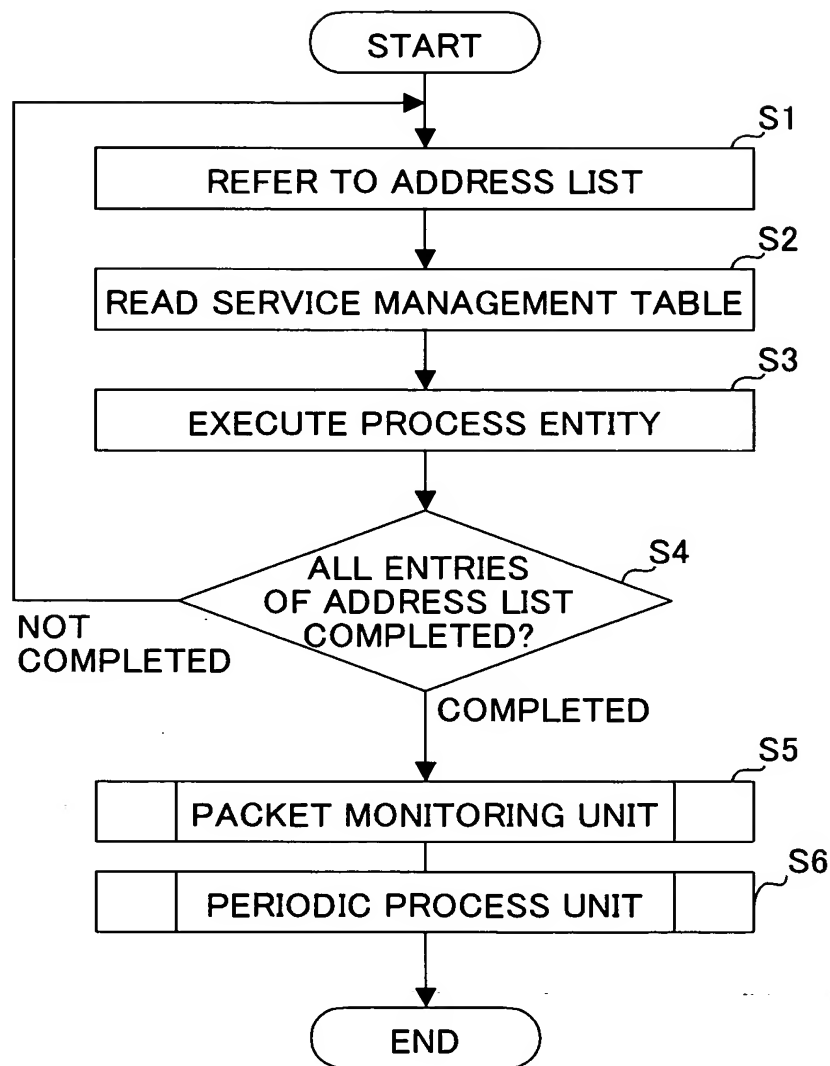 START
S1
REFER TO ADDRESS LIST
S2
READ SERVICE MANAGEMENT TABLE
S3
EXECUTE PROCESS ENTITY
S4
ALL ENTRIES
OF ADDRESS LIST
COMPLETED?
NOT
COMPLETED
COMPLETED
S5
PACKET MONITORING UNIT
S6
PERIODIC PROCESS UNIT
END